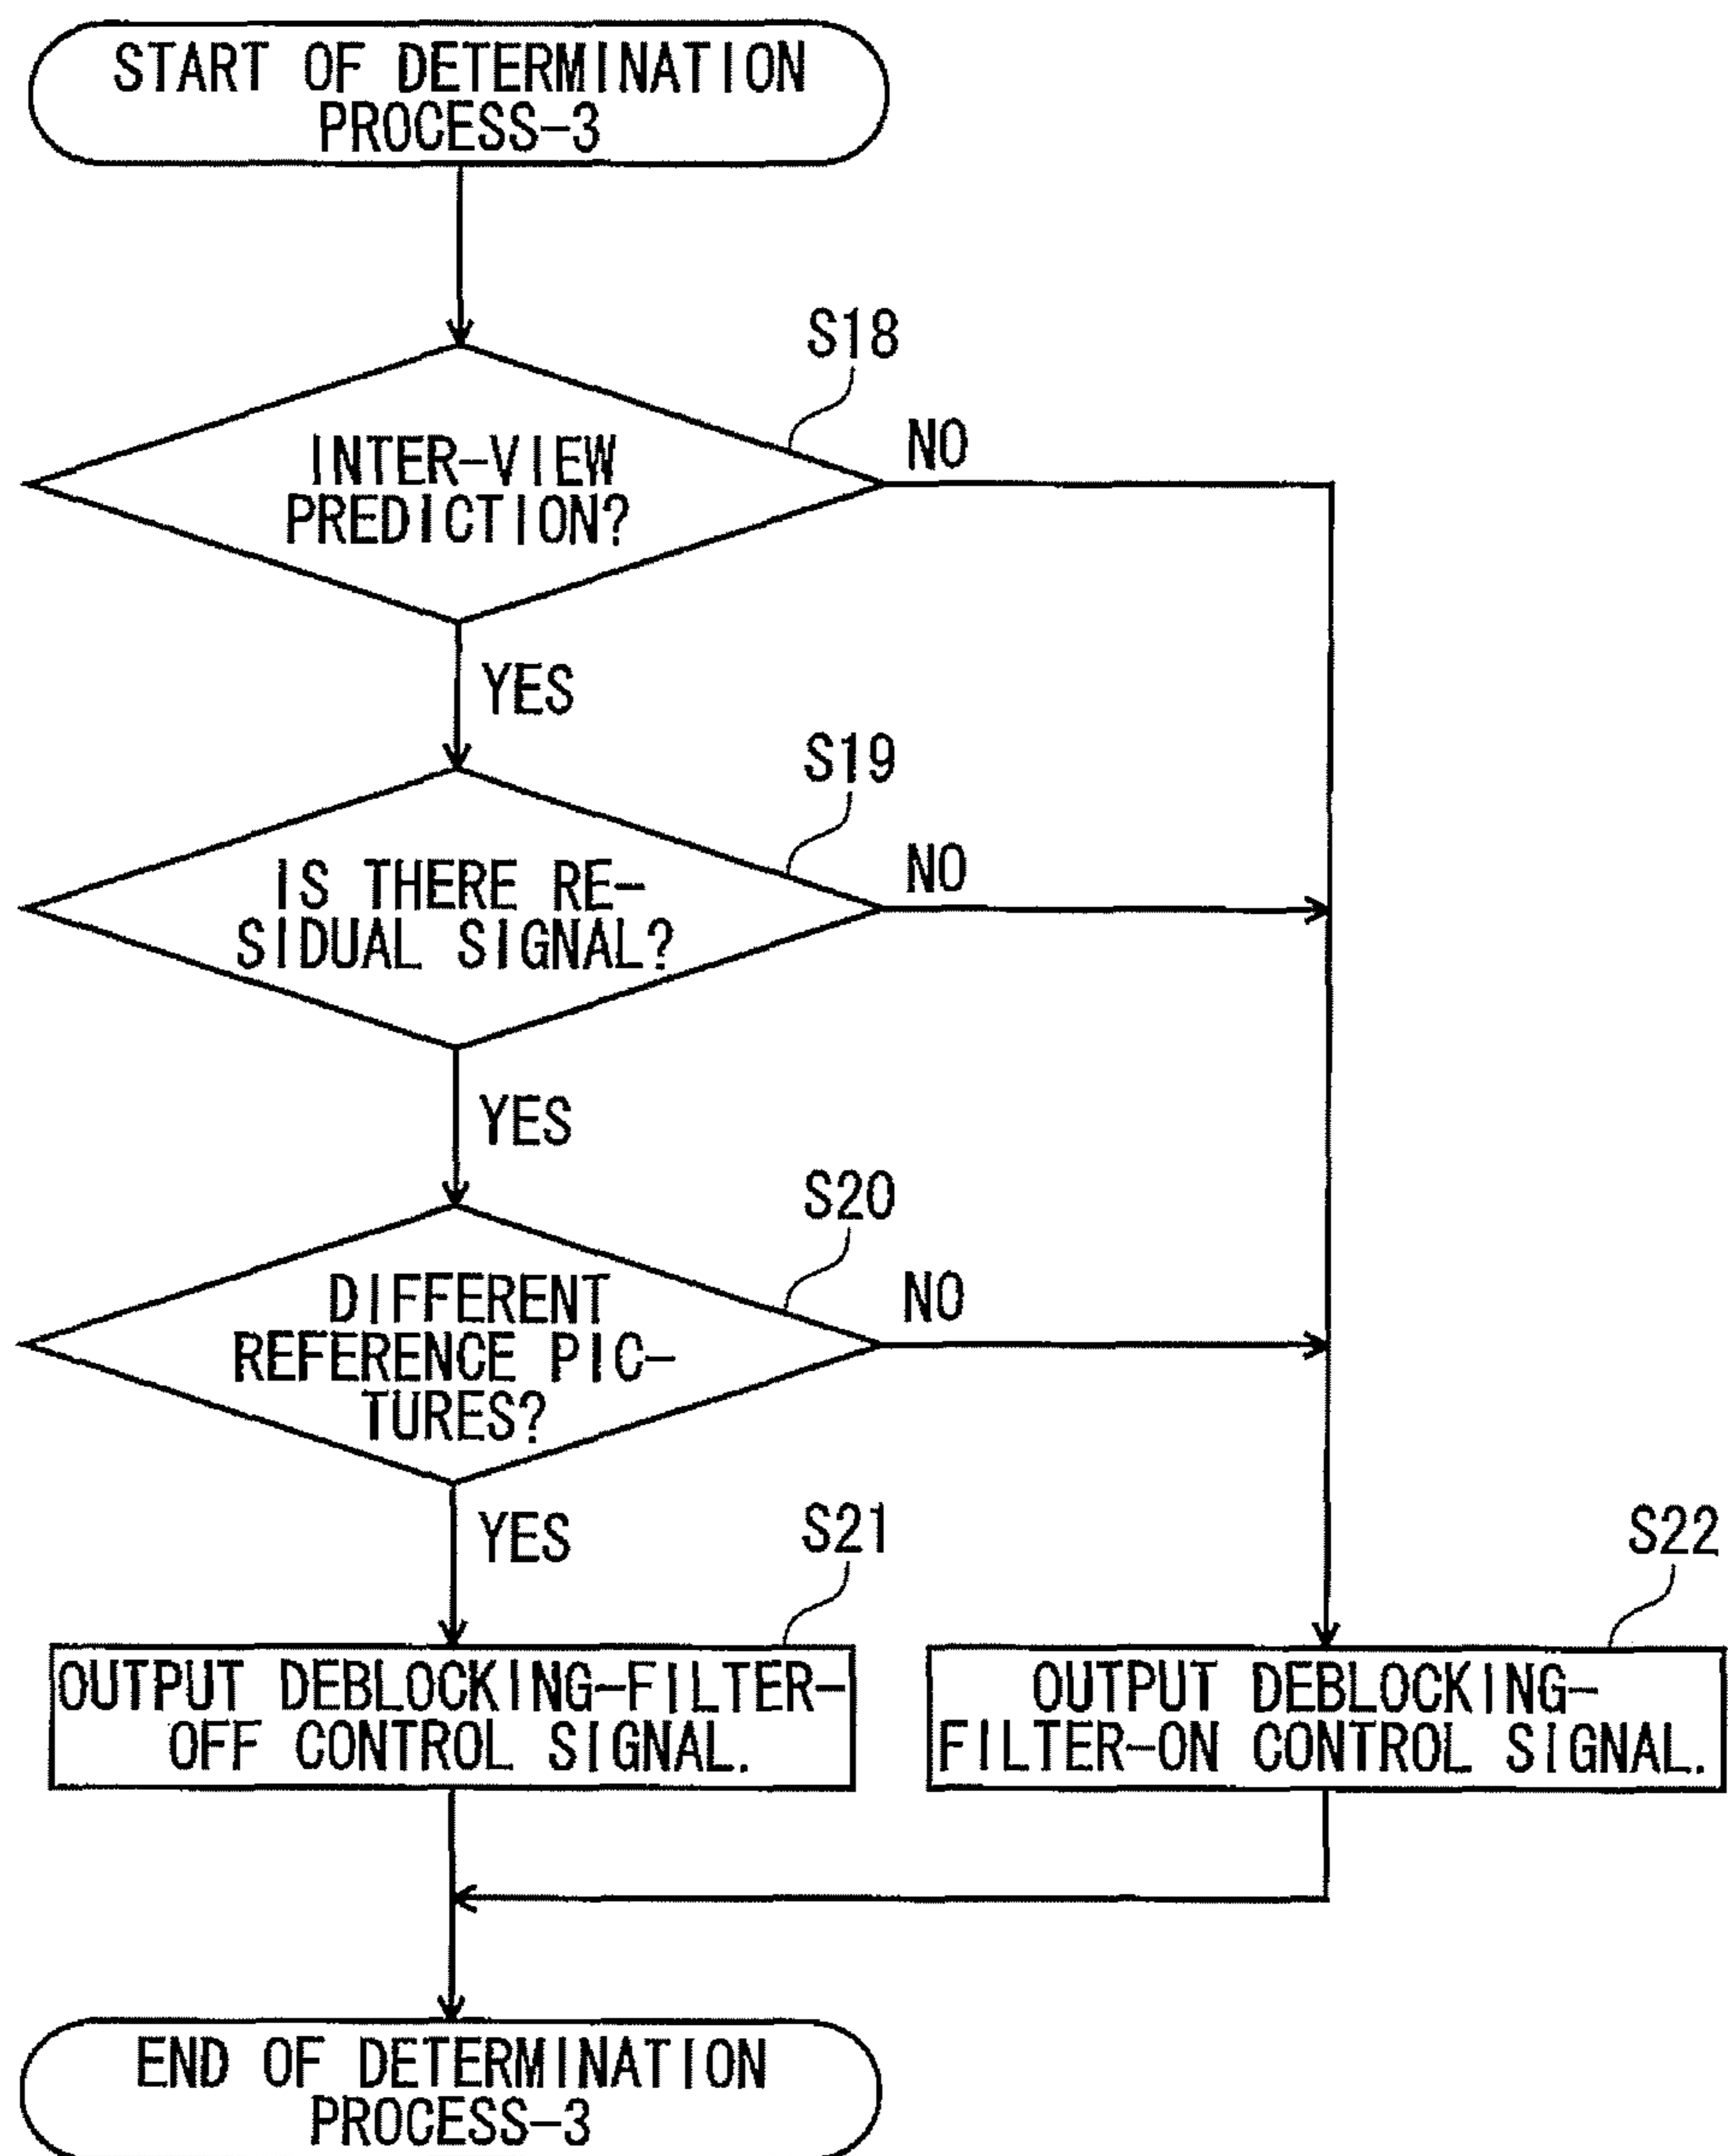 START OF DETERMINATION
PROCESS-3
S18
INTER-VIEW
PREDICTION?
NO
YES
S19
IS THERE RE-
SIDUAL SIGNAL?
NO
YES
S20
DIFFERENT
REFERENCE PIC-
TURES?
NO
YES
S21
S22
OUTPUT DEBLOCKING-FILTER-
OFF CONTROL SIGNAL.
OUTPUT DEBLOCKING-
FILTER-ON CONTROL SIGNAL.
END OF DETERMINATION
PROCESS-3